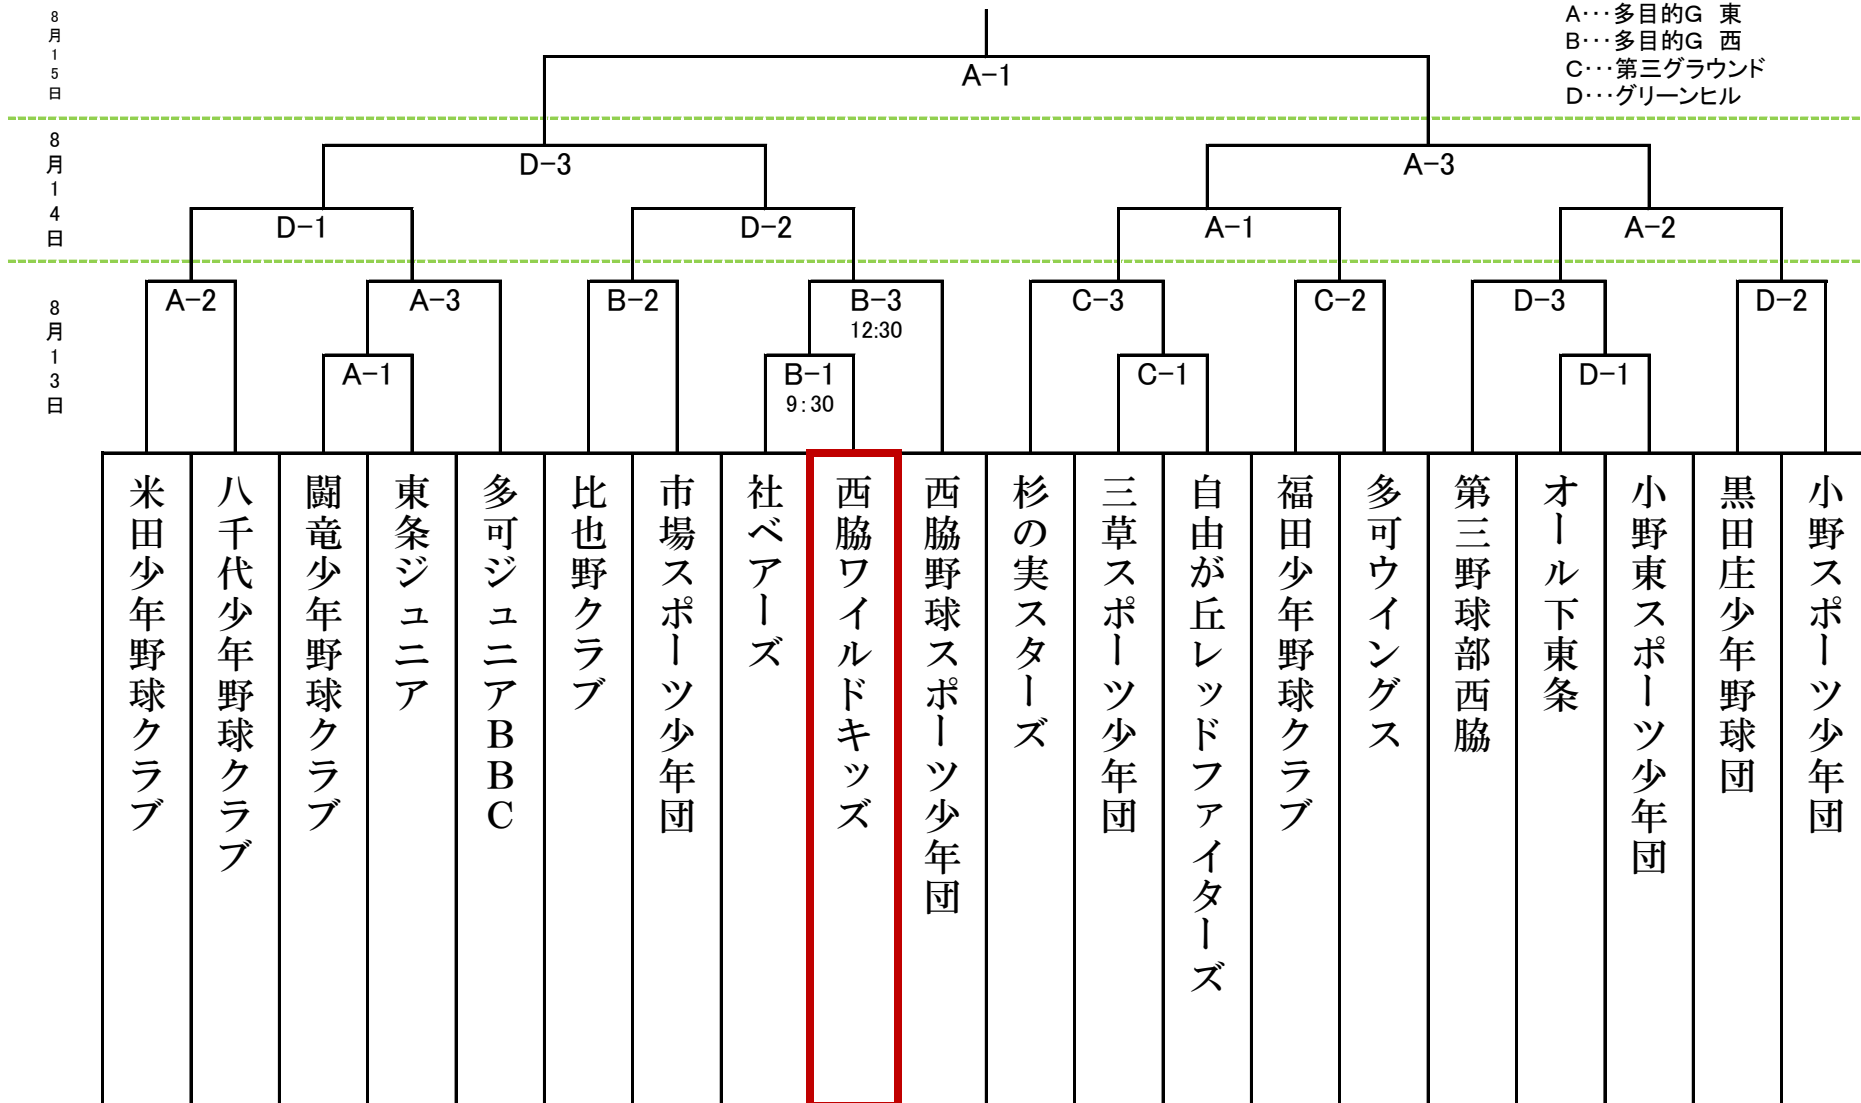 8月15日
A-1
A･･･多目的G 東
B･･･多目的G 西
C･･･第三グラウンド
D･･･グリーンヒル
8月14日
D-3
A-3
D-1
D-2
A-1
A-2
8月13日
A-2
A-3
B-2
B-3
12:30
C-3
C-2
D-3
D-2
A-1
B-1
9:30
C-1
D-1
米田少年野球クラブ
八千代少年野球クラブ
闘竜少年野球クラブ
東条ジュニア
多可ジュニアBBC
比也野クラブ
市場スポーツ少年団
社ベアーズ
西脇ワイルドキッズ
西脇野球スポーツ少年団
杉の実スターズ
三草スポーツ少年団
自由が丘レッドファイターズ
福田少年野球クラブ
多可ウイングス
第三野球部西脇
オール下東条
小野東スポーツ少年団
黒田庄少年野球団
小野スポーツ少年団